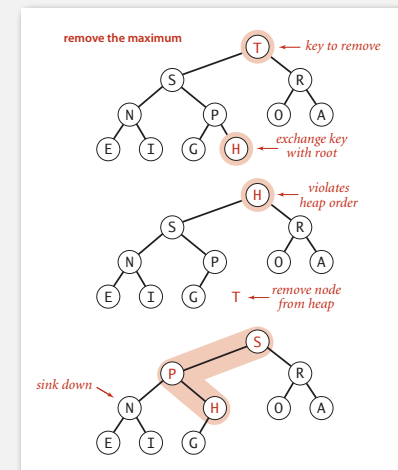 remove the maximum
T
key to remove
S R
N P O A
E I G H
exchange key
with root
H
violates
heap order
S R
N P O A
E I G T
remove node
from heap
S
P R
sink down
N H O A
E I G